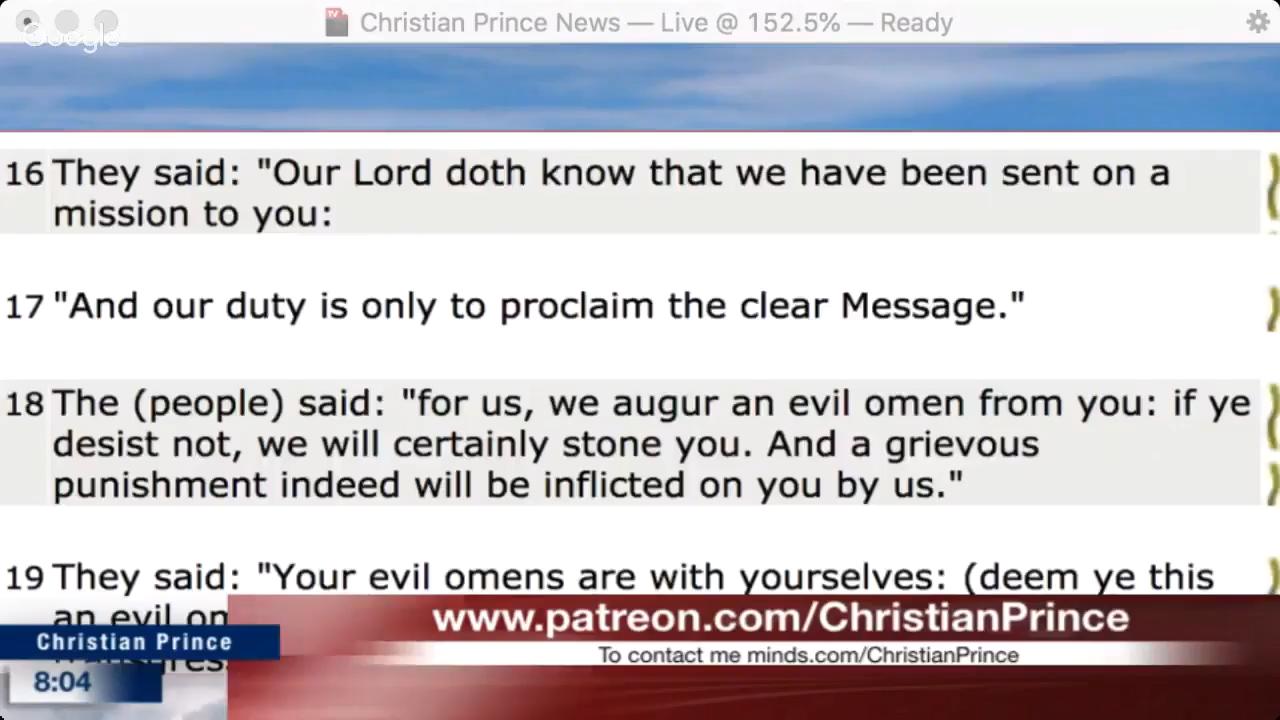 Christian Prince News — Live @ 152.5% — Ready
Google
16 They said: "Our Lord doth know that we have been sent on a
mission to you:
17 "And our duty is only to proclaim the clear Message."
18 The (people) said: "for us, we augur an evil omen from you: if ye
desist not, we will certainly stone you. And a grievous
punishment indeed will be inflicted on you by us."
19 They said: "Your evil omens are with yourselves: (deem ye this
an evil
www.patreon.com/ChristianPrince
Christian Prince
To contact me minds.com/ChristianPrince
8:04